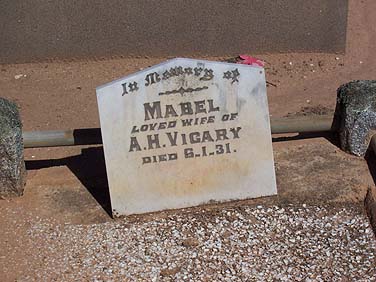 In Memory of
MABEL
LOVED WIFE OF
A.H.VIGARY
DIED 6.1.31.